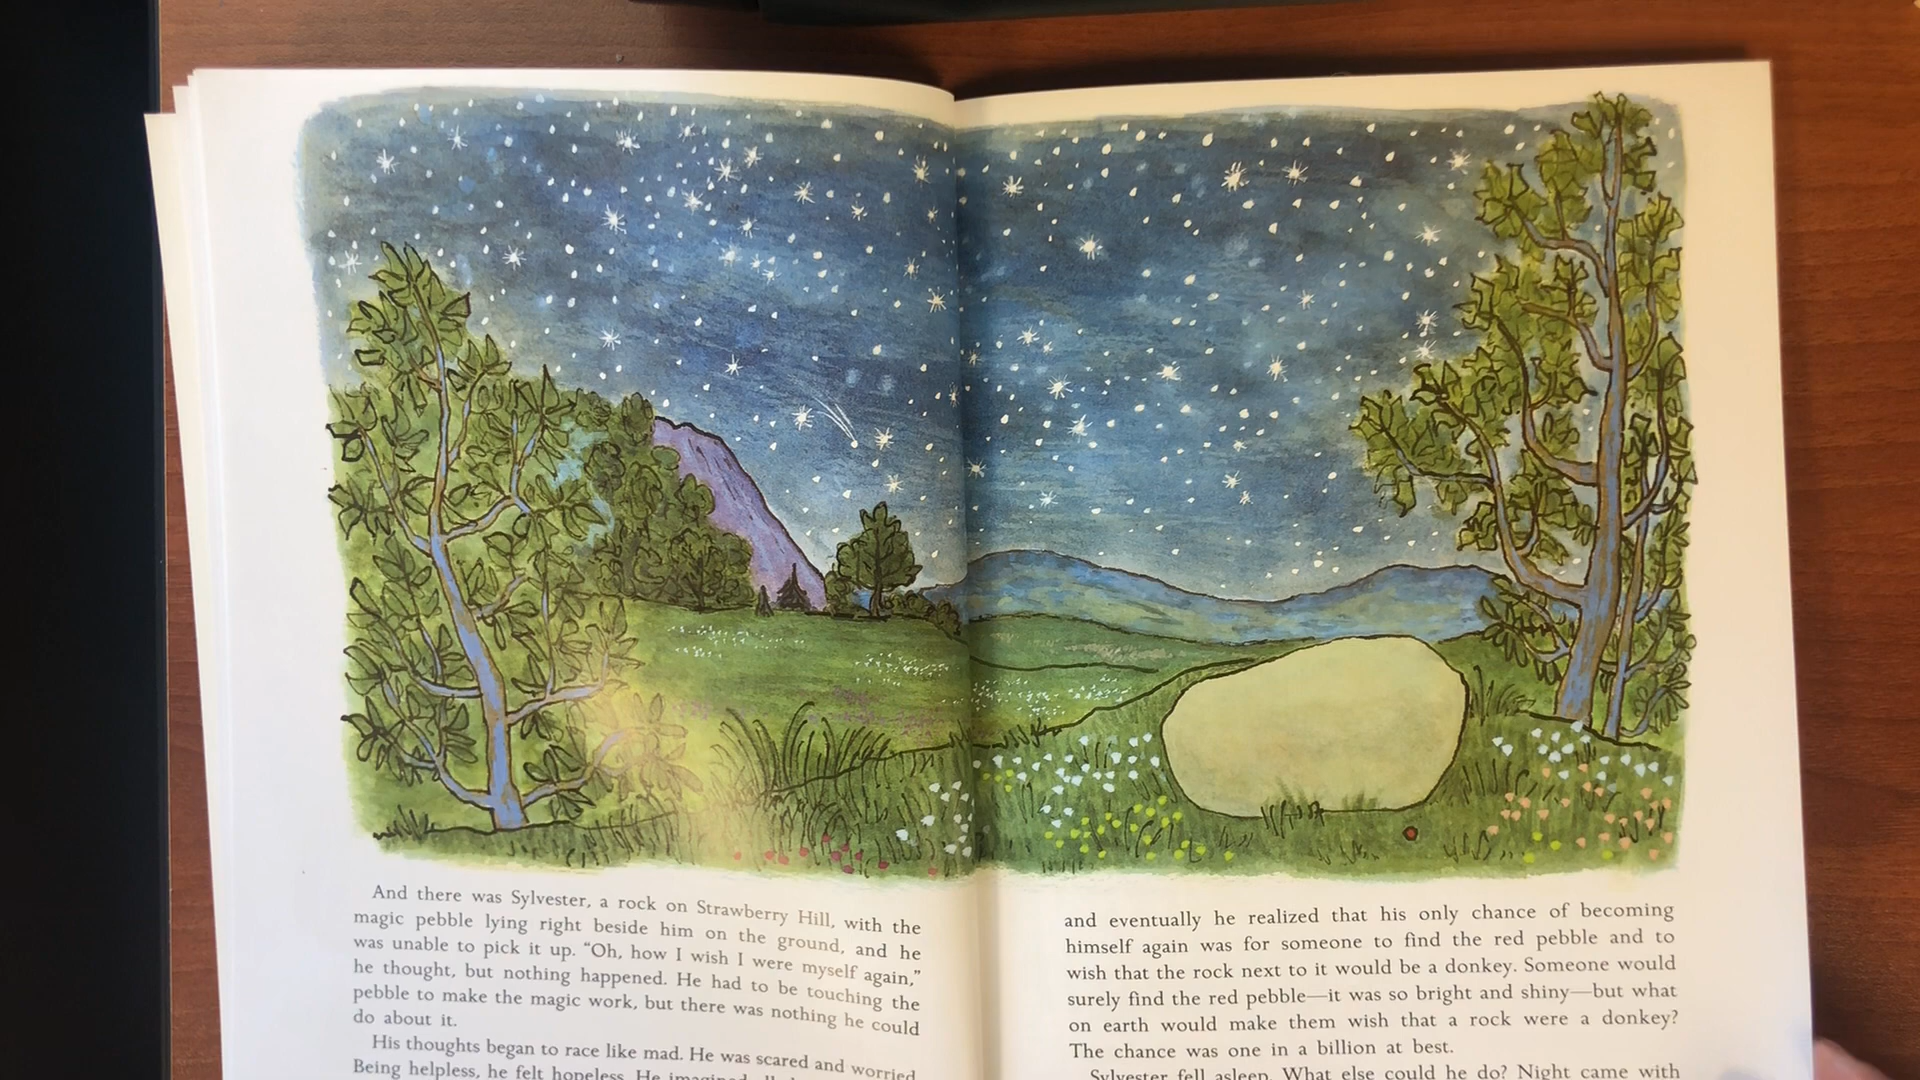 And there was Sylvester, a rock on Strawberry Hill, with the
magic pebble lying right beside him on the ground, and he
was unable to pick it up. “Oh, how I wish I were myself again,”
he thought, but nothing happened. He had to be touching the
pebble to make the magic work, but there was nothing he could
do about it.
His thoughts began to race like mad. He was scared and worried.
Being helpless, he felt hopeless. He imagined
and eventually he realized that his only chance of becoming
himself again was for someone to find the red pebble and to
wish that the rock next to it would be a donkey. Someone would
surely find the red pebble—it was so bright and shiny—but what
on earth would make them wish that a rock were a donkey?
The chance was one in a billion at best.
Sylvester fell asleep. What else could he do? Night came with